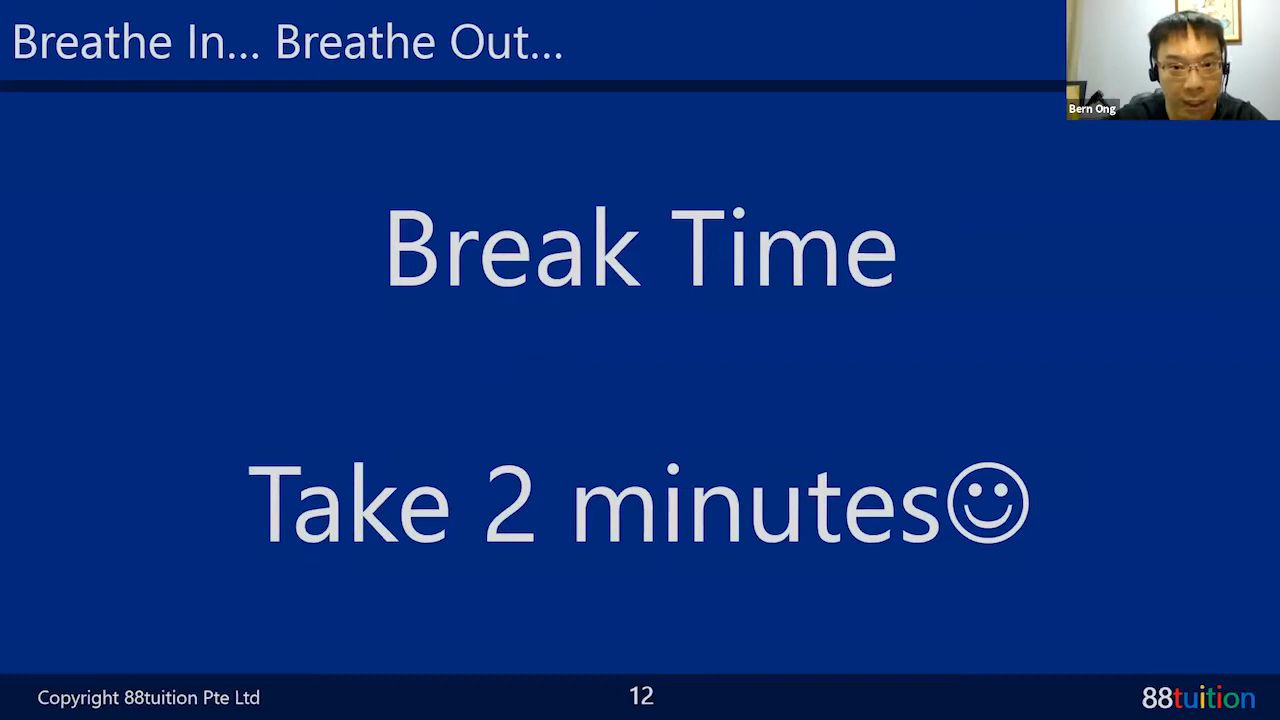 Breathe In... Breathe Out...
Bern Ong
Break Time
Take 2 minutes☺
Copyright 88tuition Pte Ltd
12
88tuition